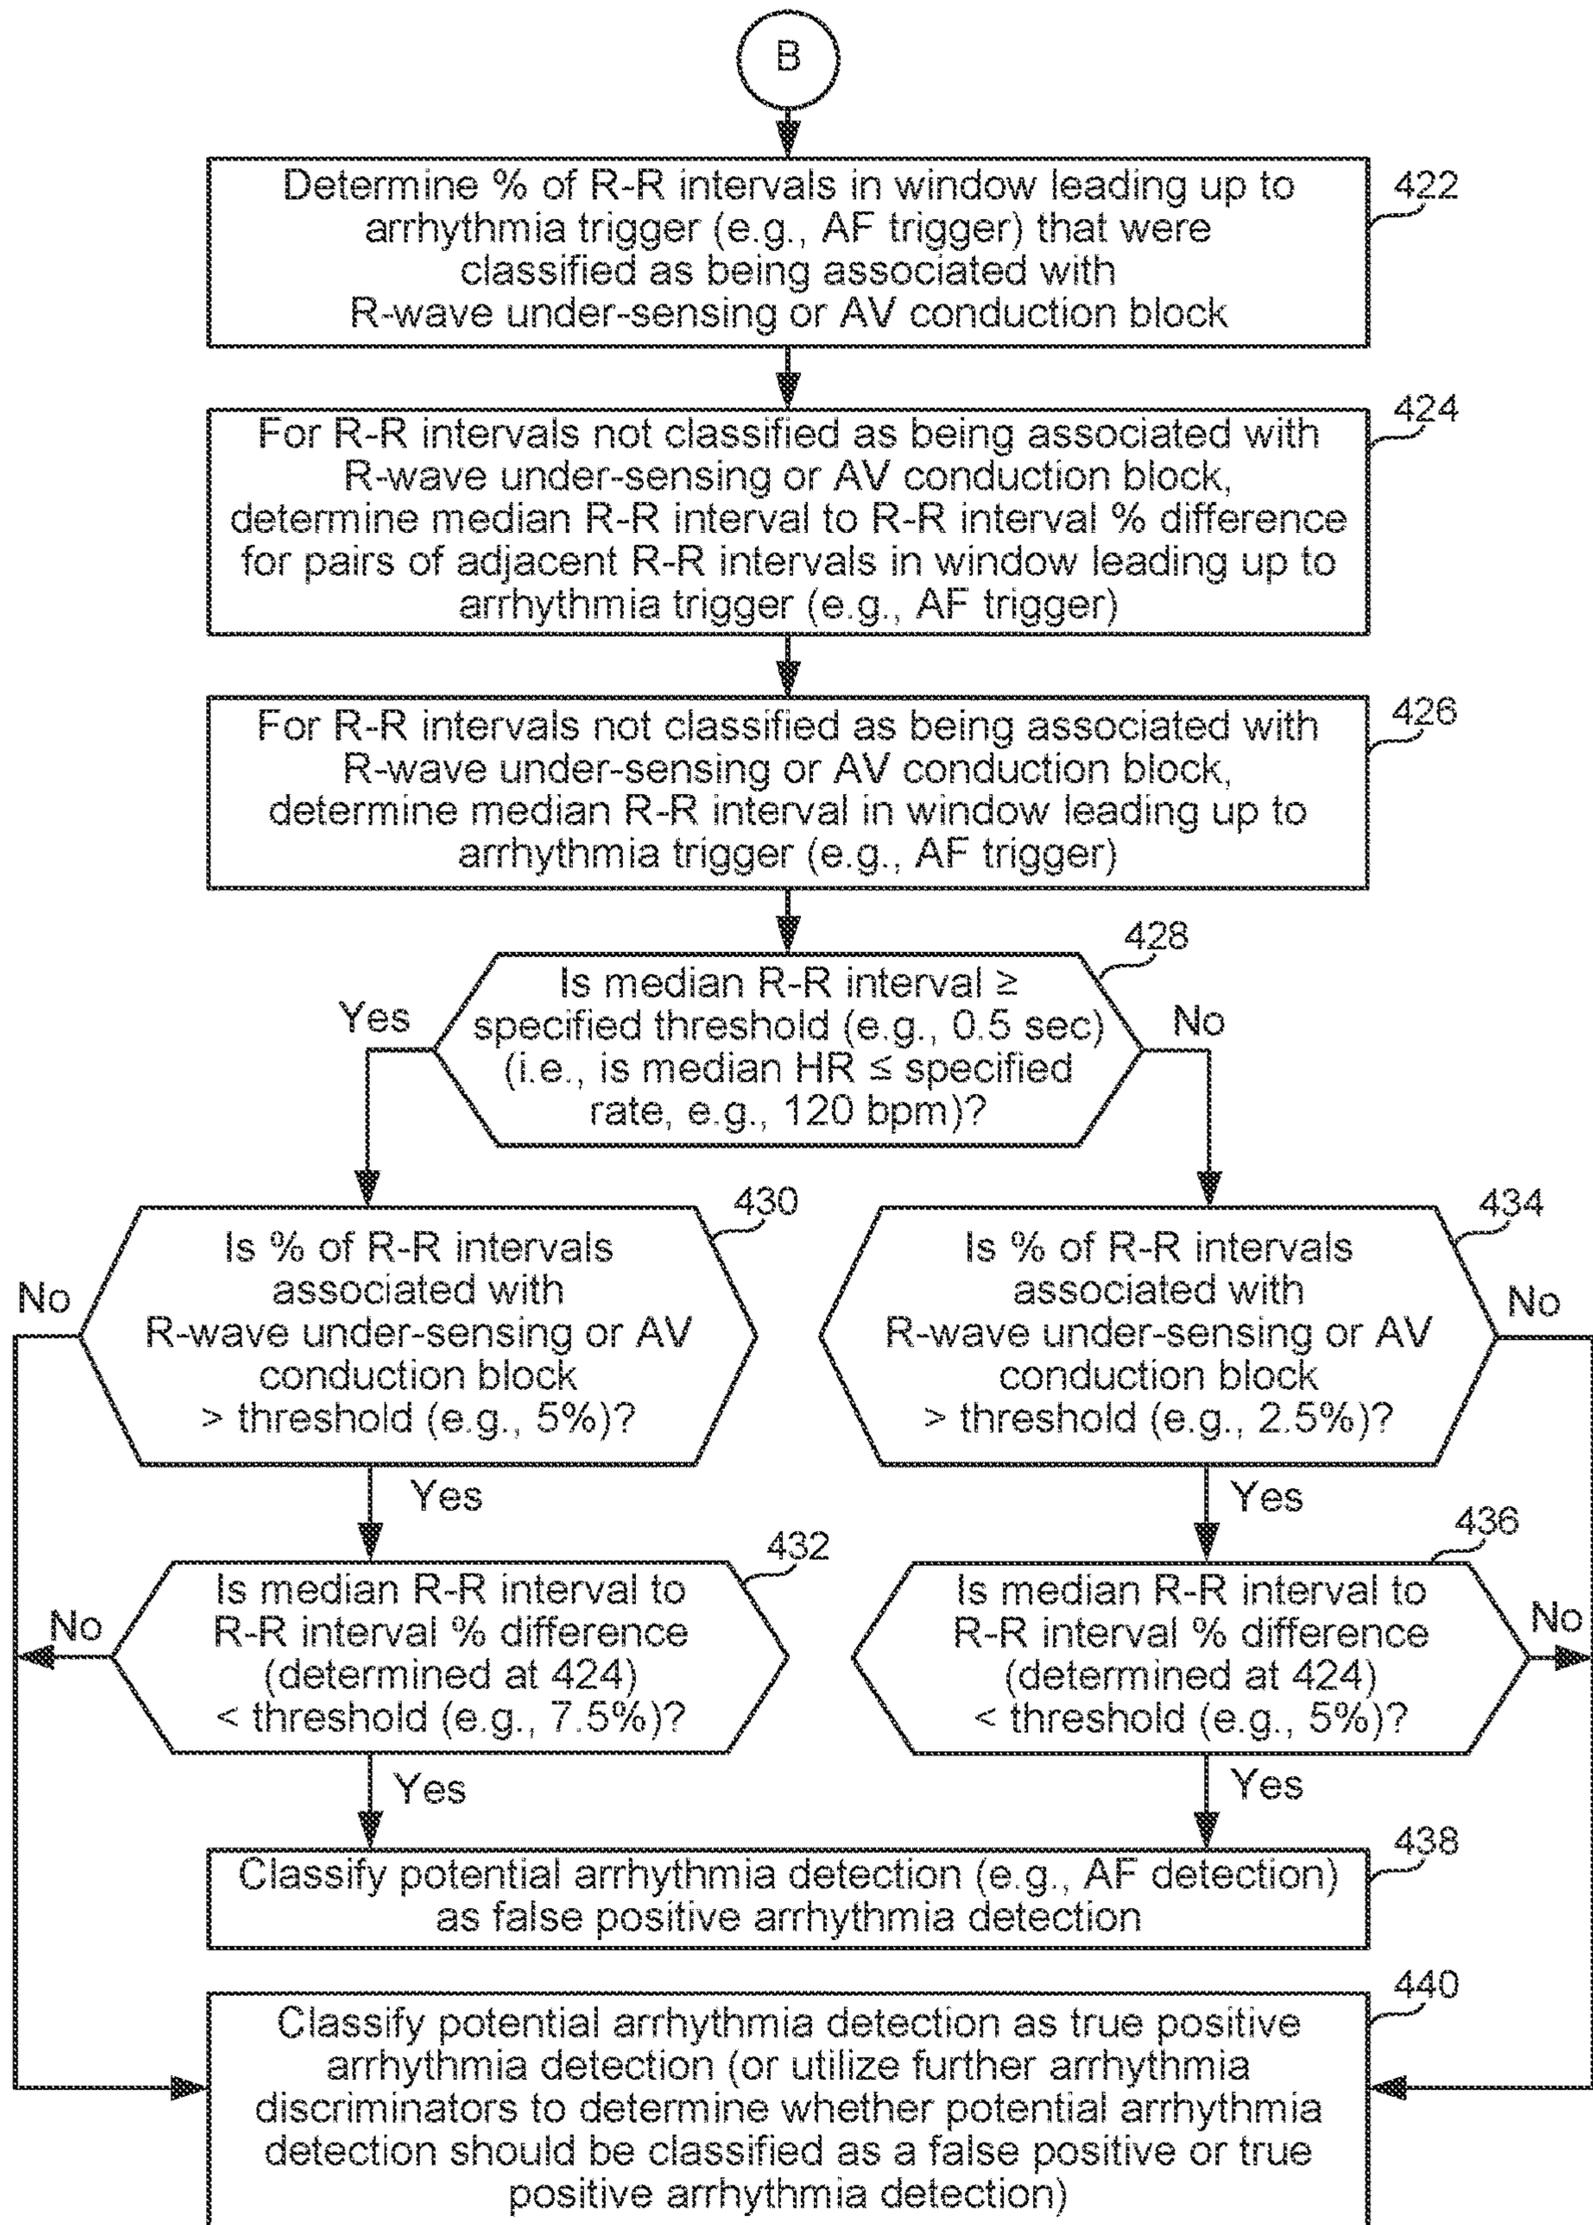 B
Determine % of R-R intervals in window leading up to
arrhythmia trigger (e.g., AF trigger) that were
classified as being associated with
R-wave under-sensing or AV conduction block
422
For R-R intervals not classified as being associated with
R-wave under-sensing or AV conduction block,
determine median R-R interval to R-R interval % difference
for pairs of adjacent R-R intervals in window leading up to
arrhythmia trigger (e.g., AF trigger)
424
For R-R intervals not classified as being associated with
R-wave under-sensing or AV conduction block,
determine median R-R interval in window leading up to
arrhythmia trigger (e.g., AF trigger)
426
428
Is median R-R interval ≥
specified threshold (e.g., 0.5 sec)
(i.e., is median HR ≤ specified
rate, e.g., 120 bpm)?
Yes
No
430
Is % of R-R intervals
associated with
R-wave under-sensing or AV
conduction block
> threshold (e.g., 5%)?
No
Yes
434
Is % of R-R intervals
associated with
R-wave under-sensing or AV
conduction block
> threshold (e.g., 2.5%)?
No
Yes
432
Is median R-R interval to
R-R interval % difference
(determined at 424)
< threshold (e.g., 7.5%)?
No
Yes
436
Is median R-R interval to
R-R interval % difference
(determined at 424)
< threshold (e.g., 5%)?
No
Yes
438
Classify potential arrhythmia detection (e.g., AF detection)
as false positive arrhythmia detection
440
Classify potential arrhythmia detection as true positive
arrhythmia detection (or utilize further arrhythmia
discriminators to determine whether potential arrhythmia
detection should be classified as a false positive or true
positive arrhythmia detection)